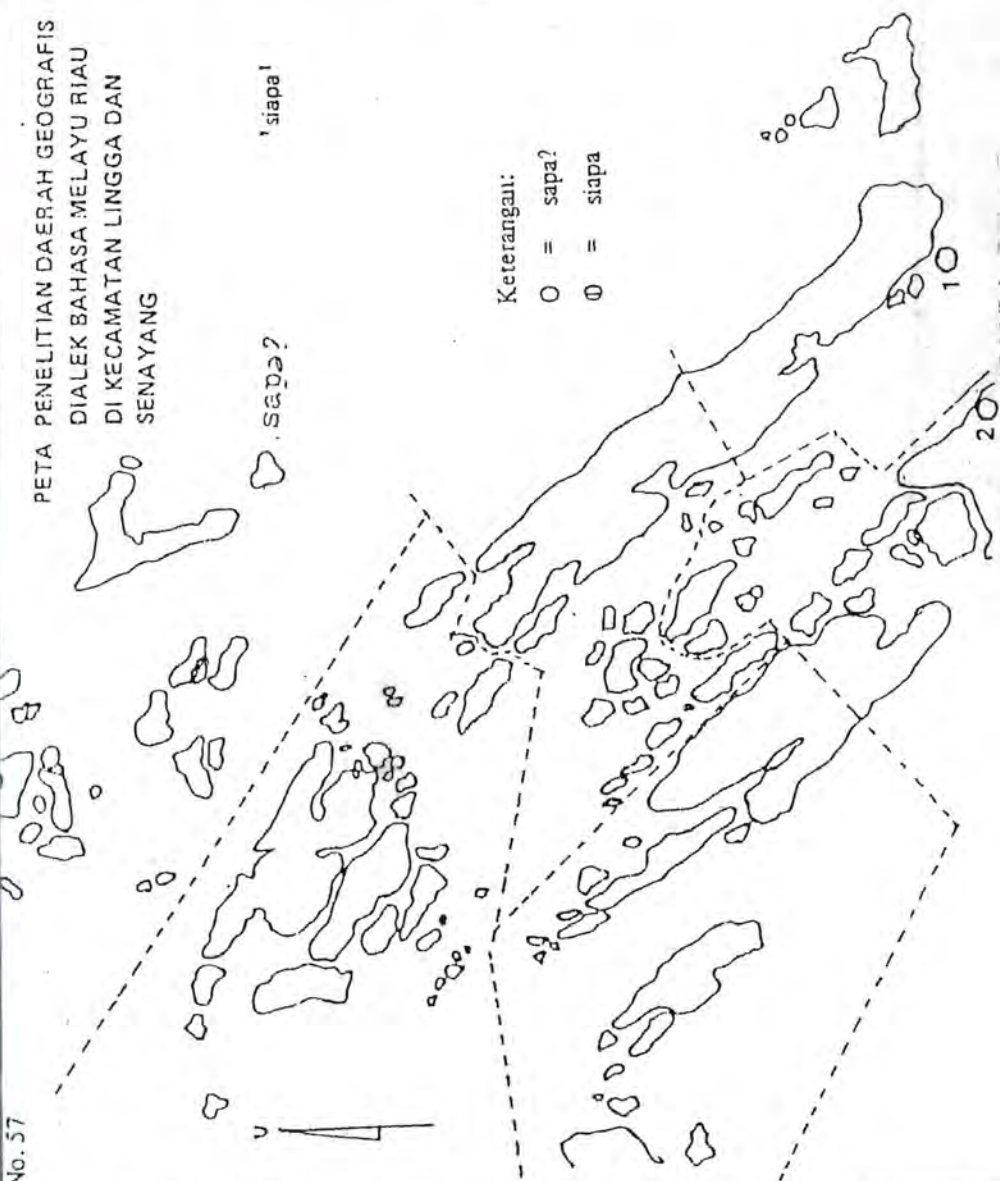 No. 57
PETA PENELITIAN DAERAH GEOGRAFIS
DIALEK BAHASA MELAYU RIAU
DI KECAMATAN LINGGA DAN
SENAYANG
sapa?
'siapa'
Keterangan:
O = sapa?
⦶ = siapa
U
1
2